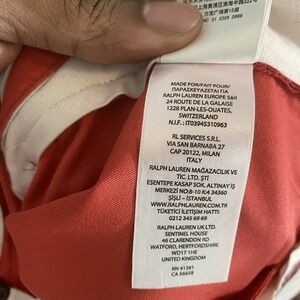 MADE FOR/FAIT POUR/
ΠΑΡΑΣΚΕΥΑΖΕΤΑΙ ΓΙΑ
RALPH LAUREN EUROPE Sàrl
24 ROUTE DE LA GALAISE
1228 PLAN-LES-OUATES,
SWITZERLAND
N.I.F.: IT03945310963
RL SERVICES S.R.L.
VIA SAN BARNABA 27
CAP 20122, MILAN
ITALY
RALPH LAUREN MAĞAZACILIK VE
TİC. LTD. ŞTİ
ESENTEPE KASAP SOK. ALTINAY İŞ
MERKEZİ NO:8-10 K:4 34360
ŞİŞLİ - İSTANBUL
www.RALPHLAUREN.COM.TR
TÜKETİCİ İLETİŞİM HATTI:
0212 345 69 69
RALPH LAUREN UK LTD.
SENTINEL HOUSE
46 CLARENDON RD
WATFORD
WD17 1HE
UNITED KINGDOM
RN 41381
CA 56658